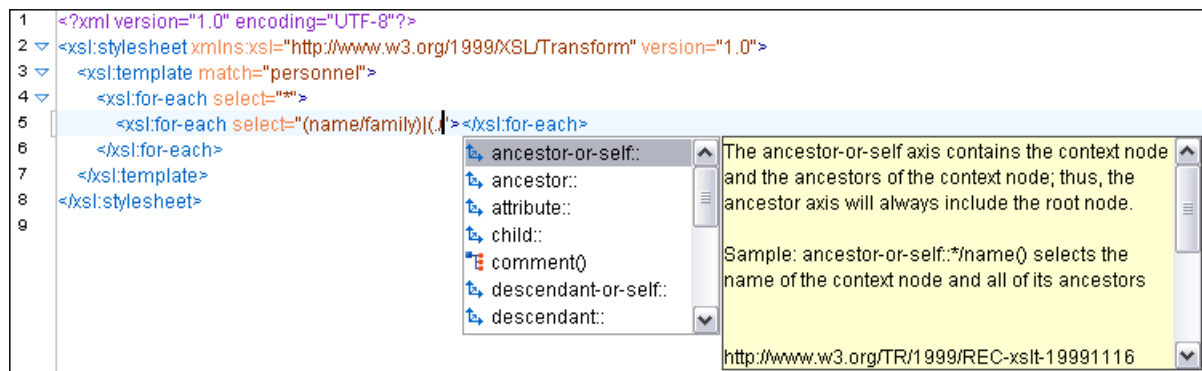 1 <?xml version="1.0" encoding="UTF-8"?>
2 <xsl:stylesheet xmlns:xsl="http://www.w3.org/1999/XSL/Transform" version="1.0">
3 <xsl:template match="personnel">
4 <xsl:for-each select="*">
5 <xsl:for-each select="(name/family)|(./"></xsl:for-each>
6 </xsl:for-each>
7 </xsl:template>
8 </xsl:stylesheet>
9
ancestor-or-self::
ancestor::
attribute::
child::
comment()
descendant-or-self::
descendant::
The ancestor-or-self axis contains the context node
and the ancestors of the context node; thus, the
ancestor axis will always include the root node.
Sample: ancestor-or-self::*/name() selects the
name of the context node and all of its ancestors
http://www.w3.org/TR/1999/REC-xslt-19991116